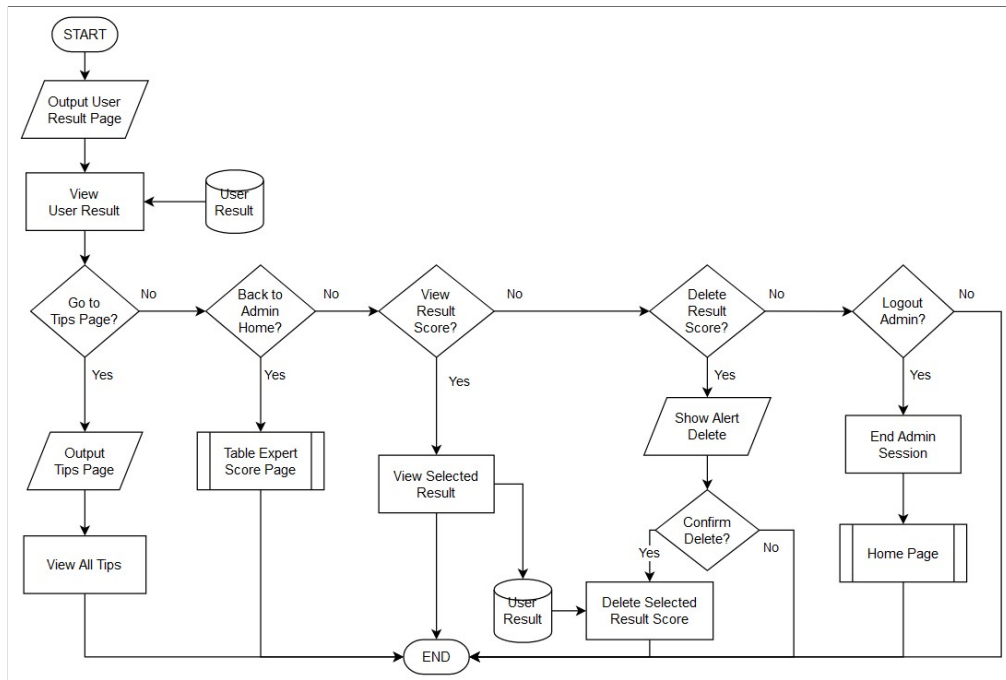 START
Output User
Result Page
View
User Result
User
Result
Go to
Tips Page?
No
Back to
Admin
Home?
No
View
Result
Score?
No
Delete
Result
Score?
No
Logout
Admin?
No
Yes
Yes
Yes
Yes
Yes
Output
Tips Page
Table Expert
Score Page
View Selected
Result
Show Alert
Delete
End Admin
Session
Confirm
Delete?
Yes
No
View All Tips
Home Page
User
Result
Delete Selected
Result Score
END